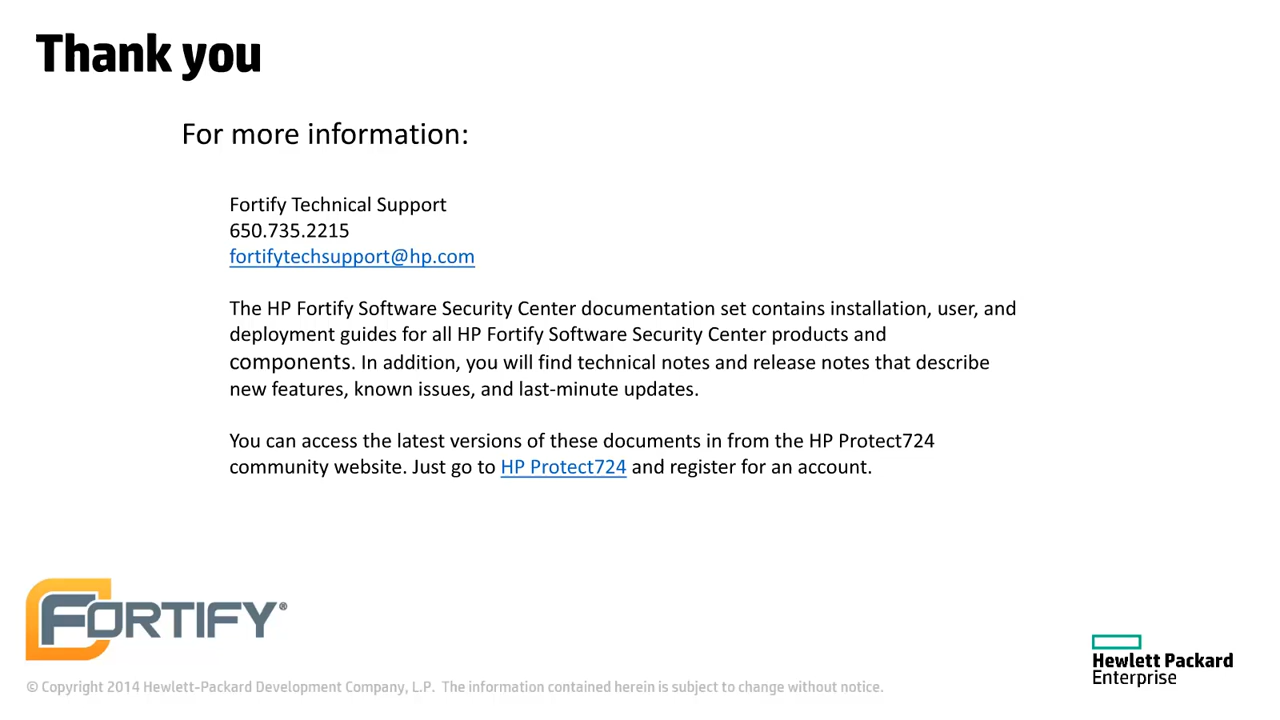 Thank you
For more information:
Fortify Technical Support
650.735.2215
fortifytechsupport@hp.com
The HP Fortify Software Security Center documentation set contains installation, user, and
deployment guides for all HP Fortify Software Security Center products and
components. In addition, you will find technical notes and release notes that describe
new features, known issues, and last-minute updates.
You can access the latest versions of these documents in from the HP Protect724
community website. Just go to HP Protect724 and register for an account.
FORTIFY®
Hewlett Packard
Enterprise
© Copyright 2014 Hewlett-Packard Development Company, L.P. The information contained herein is subject to change without notice.